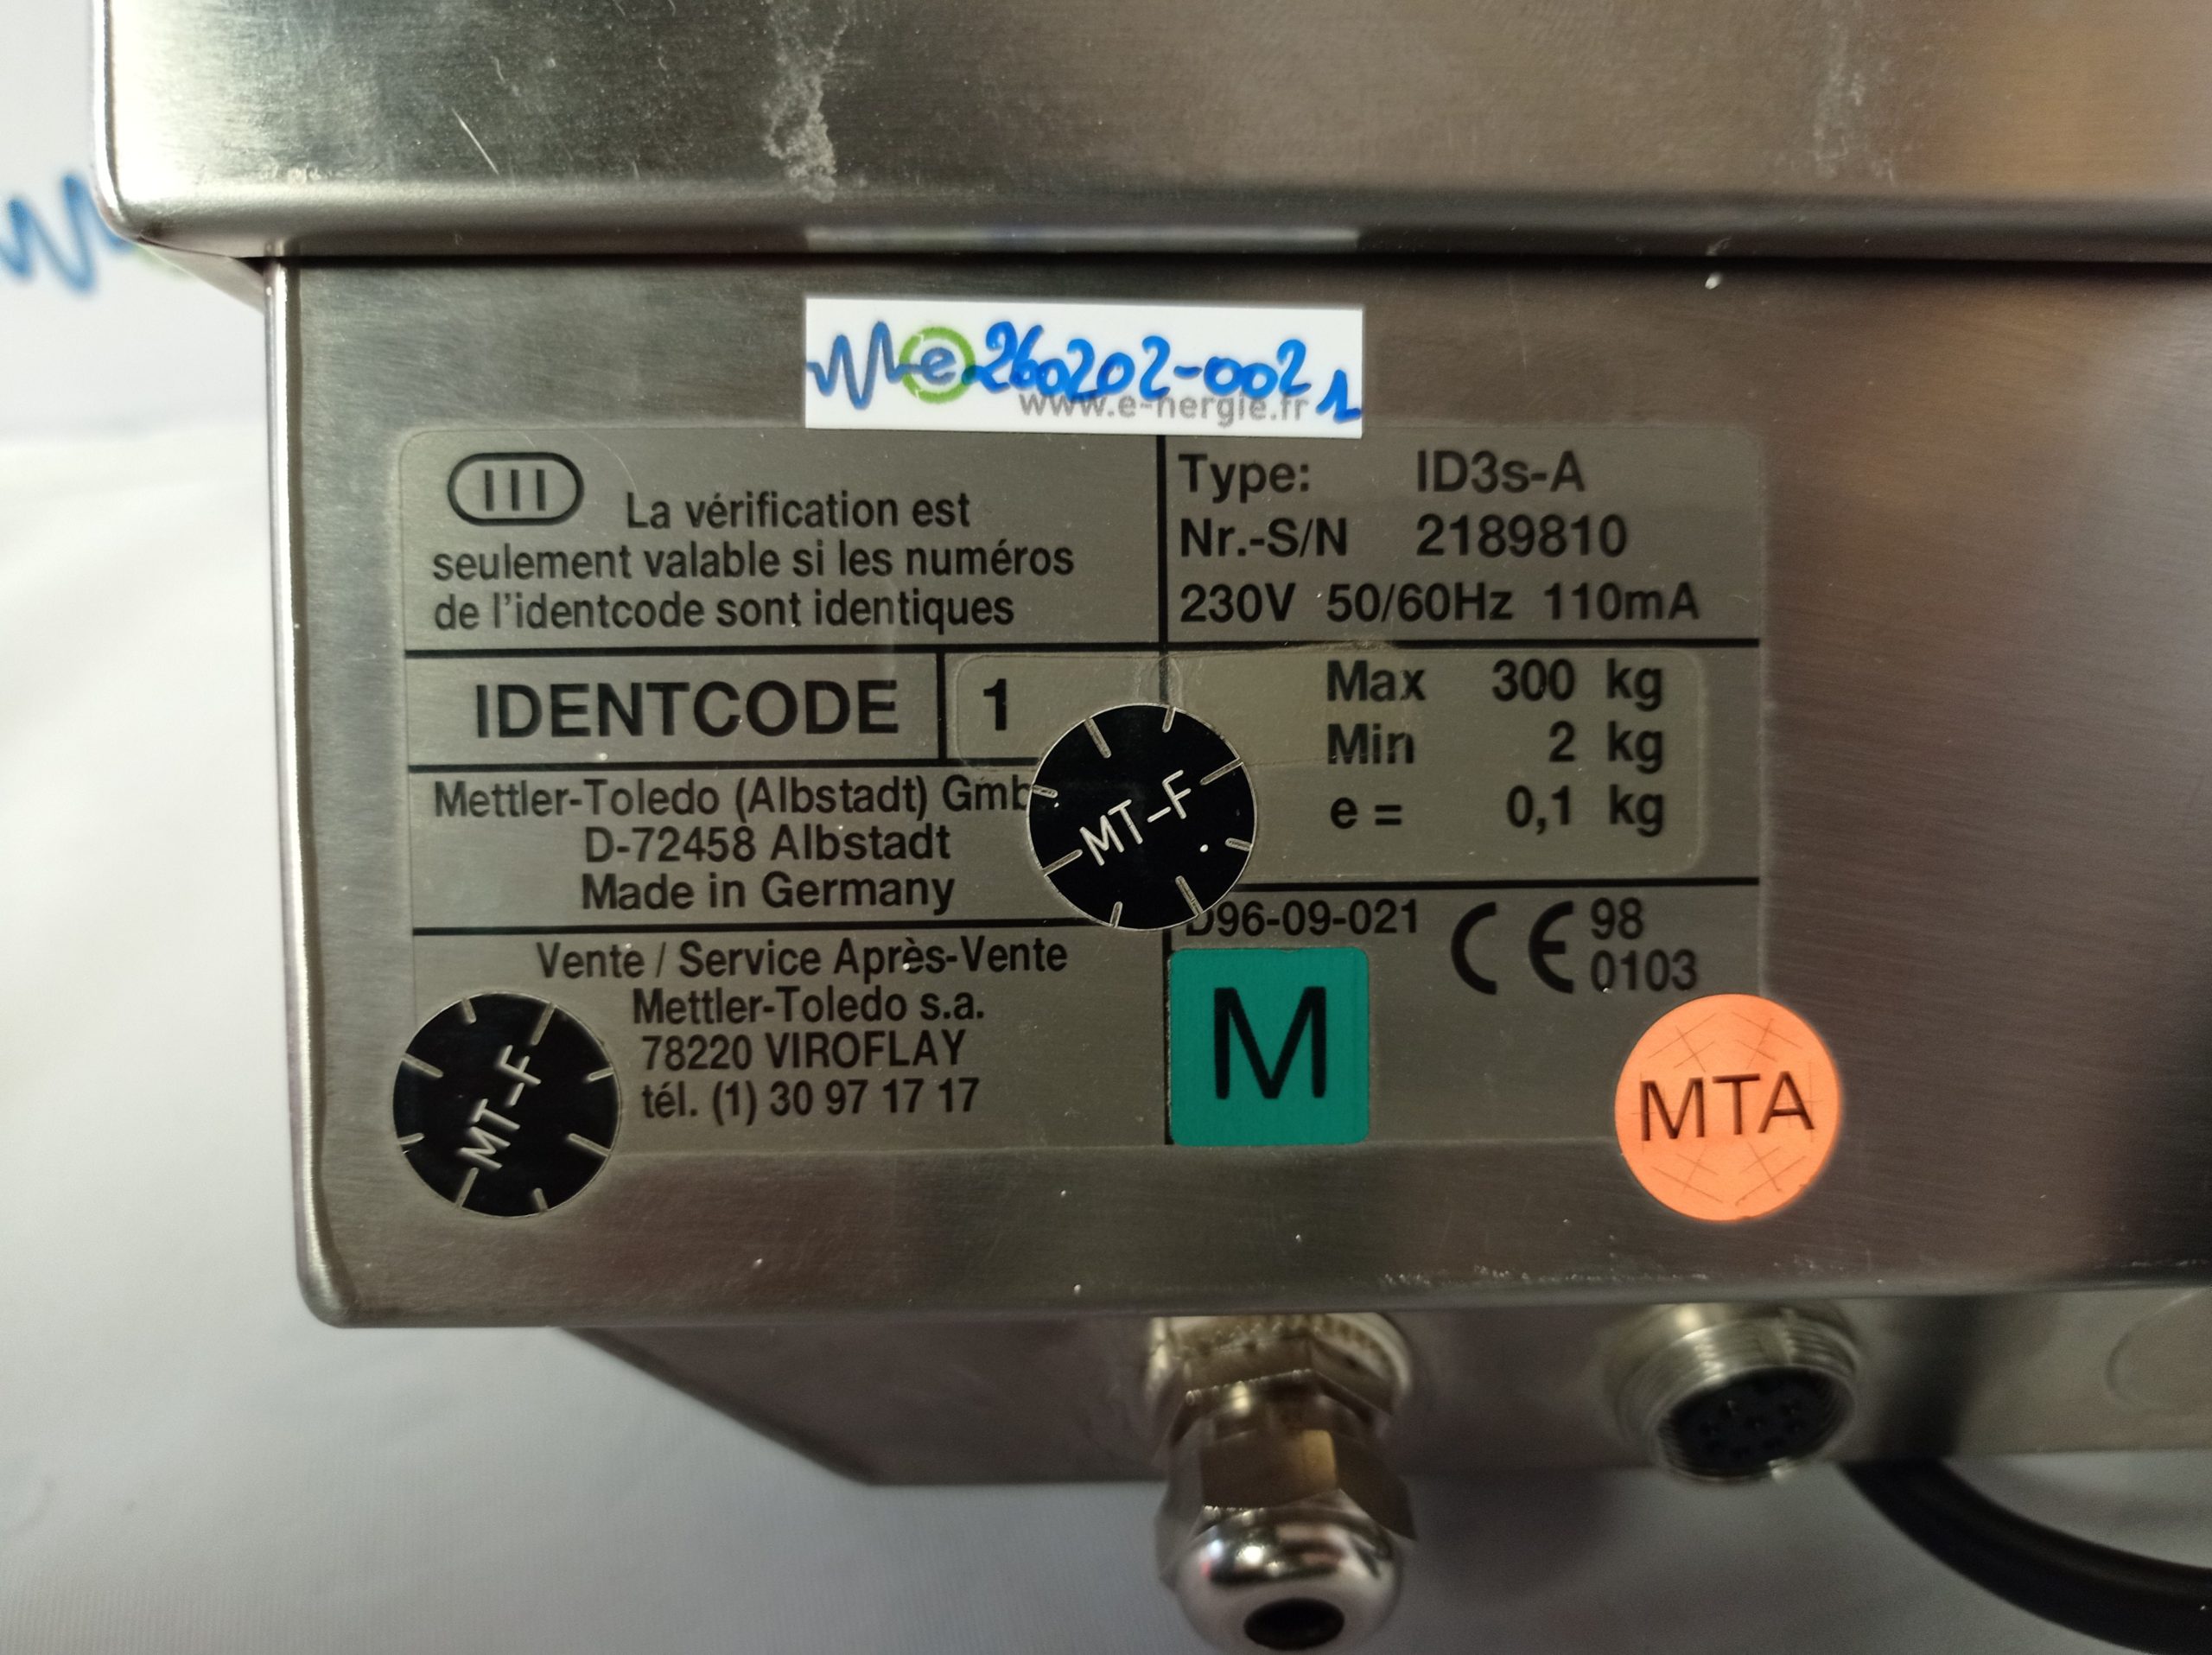 e 260202-002 1
www.e-nergie.fr
III La vérification est
seulement valable si les numéros
de l'identcode sont identiques
Type: ID3s-A
Nr.-S/N 2189810
230V 50/60Hz 110mA
IDENTCODE 1
Max 300 kg
Min 2 kg
e = 0,1 kg
Mettler-Toledo (Albstadt) Gmb
D-72458 Albstadt
Made in Germany
MT-F
D96-09-021
CE 98
0103
Vente / Service Après-Vente
Mettler-Toledo s.a.
78220 VIROFLAY
tél. (1) 30 97 17 17
MT-F
M
MTA